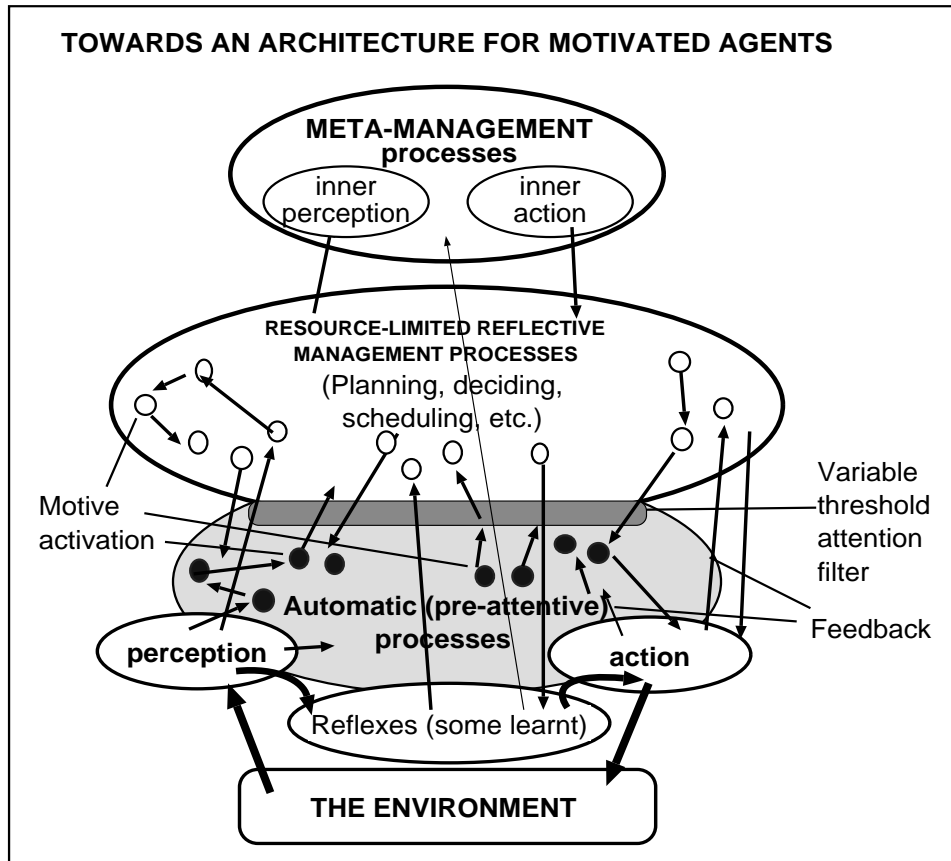 TOWARDS AN ARCHITECTURE FOR MOTIVATED AGENTS
META-MANAGEMENT
processes
inner
perception
inner
action
RESOURCE-LIMITED REFLECTIVE
MANAGEMENT PROCESSES
(Planning, deciding,
scheduling, etc.)
Motive
activation
Variable
threshold
attention
filter
Automatic (pre-attentive)
processes
Feedback
perception
action
Reflexes (some learnt)
THE ENVIRONMENT